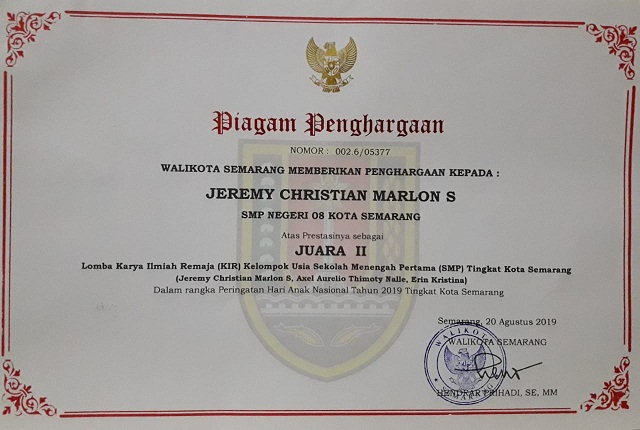 Piagam Penghargaan
NOMOR : 002.6/05377
WALIKOTA SEMARANG MEMBERIKAN PENGHARGAAN KEPADA :
JEREMY CHRISTIAN MARLON S
SMP NEGERI 08 KOTA SEMARANG
Atas Prestasinya sebagai
JUARA II
Lomba Karya Ilmiah Remaja (KIR) Kelompok Usia Sekolah Menengah Pertama (SMP) Tingkat Kota Semarang
(Jeremy Christian Marlon S, Axel Aurelio Thimoty Nalle, Erin Kristina)
Dalam rangka Peringatan Hari Anak Nasional Tahun 2019 Tingkat Kota Semarang
Semarang, 20 Agustus 2019
WALIKOTA SEMARANG
WALIKOTA
HENDRAR PRIHADI, SE, MM